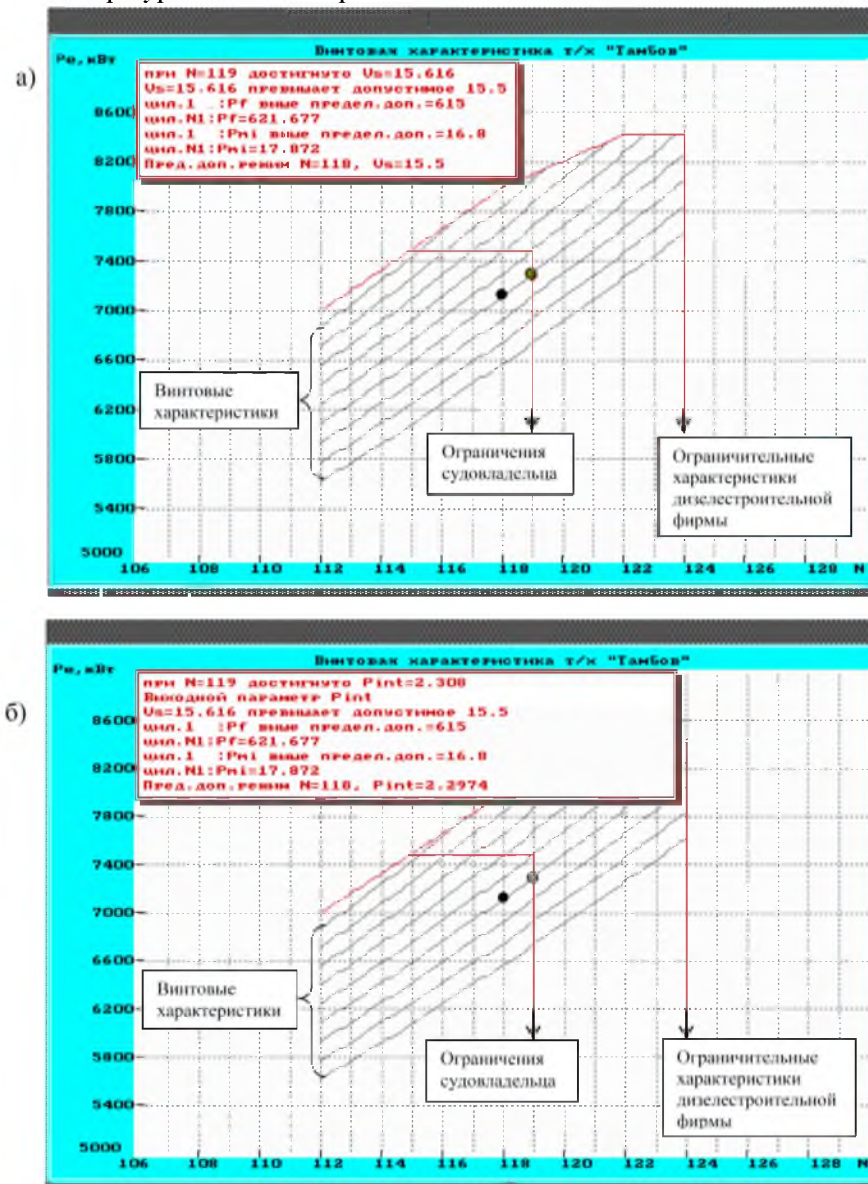 а)
Винтовая характеристика т/х "Тамбов"
Pe,кВт
при N=119 достигнуто Vs=15.616
Vs=15.616 превышает допустимое 15.5
цил.1 :Pf выше предел.доп.=615
цил.N1:Pf=621.677
цил.1 :Pmi выше предел.доп.=16.8
цил.N1:Pmi=17.872
Пред.доп.режим N=118, Vs=15.5
8600
8200
7800
7400
7000
6600
6200
5800
5400
5000
Винтовые
характеристики
Ограничения
судовладельца
Ограничительные
характеристики
дизелестроительной
фирмы
106 108 110 112 114 116 118 120 122 124 126 128 N
б)
Винтовая характеристика т/х "Тамбов"
Pe,кВт
при N=119 достигнуто Pint=2.308
Выходной параметр Pint
Vs=15.616 превышает допустимое 15.5
цил.1 :Pf выше предел.доп.=615
цил.N1:Pf=621.677
цил.1 :Pmi выше предел.доп.=16.8
цил.N1:Pmi=17.872
Пред.доп.режим N=118, Pint=2.2974
8600
8200
7800
7400
7000
6600
6200
5800
5400
5000
Винтовые
характеристики
Ограничения
судовладельца
Ограничительные
характеристики
дизелестроительной
фирмы
106 108 110 112 114 116 118 120 122 124 126 128 N